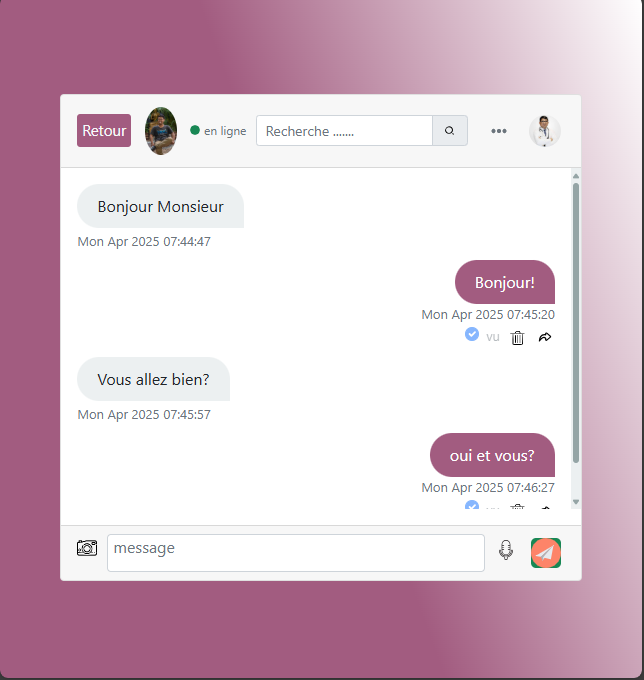 Retour
en ligne
Recherche .......
Bonjour Monsieur
Mon Apr 2025 07:44:47
Bonjour!
Mon Apr 2025 07:45:20
vu
Vous allez bien?
Mon Apr 2025 07:45:57
oui et vous?
Mon Apr 2025 07:46:27
message